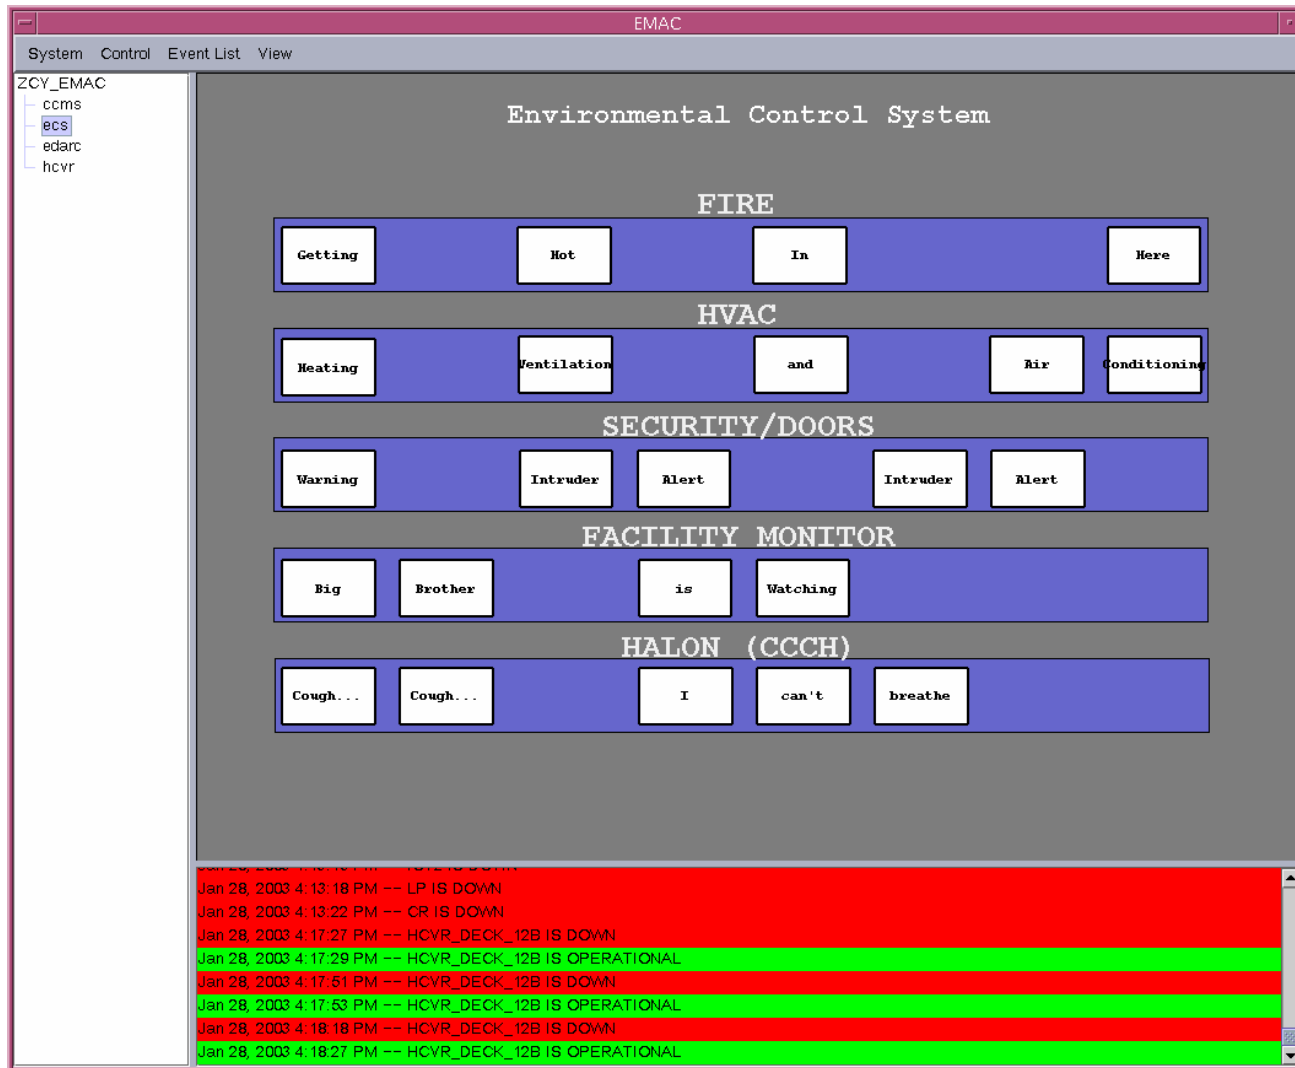 EMAC
System Control Event List View
ZCY_EMAC
ccms
ecs
edarc
hcvr
Environmental Control System
FIRE
Getting Hot In Here
HVAC
Heating Ventilation and Air Conditioning
SECURITY/DOORS
Warning Intruder Alert Intruder Alert
FACILITY MONITOR
Big Brother is Watching
HALON (CCCH)
Cough... Cough... I can't breathe
Jan 28, 2003 4:13:18 PM -- LP IS DOWN
Jan 28, 2003 4:13:22 PM -- CR IS DOWN
Jan 28, 2003 4:17:27 PM -- HCVR_DECK_12B IS DOWN
Jan 28, 2003 4:17:29 PM -- HCVR_DECK_12B IS OPERATIONAL
Jan 28, 2003 4:17:51 PM -- HCVR_DECK_12B IS DOWN
Jan 28, 2003 4:17:53 PM -- HCVR_DECK_12B IS OPERATIONAL
Jan 28, 2003 4:18:18 PM -- HCVR_DECK_12B IS DOWN
Jan 28, 2003 4:18:27 PM -- HCVR_DECK_12B IS OPERATIONAL